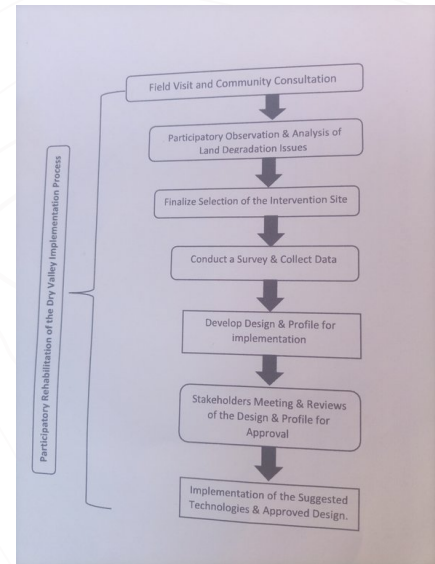 Participatory Rehabilitation of the Dry Valley Implementation Process
Field Visit and Community Consultation
Participatory Observation & Analysis of
Land Degradation Issues
Finalize Selection of the Intervention Site
Conduct a Survey & Collect Data
Develop Design & Profile for
implementation
Stakeholders Meeting & Reviews
of the Design & Profile for
Approval
Implementation of the Suggested
Technologies & Approved Design.